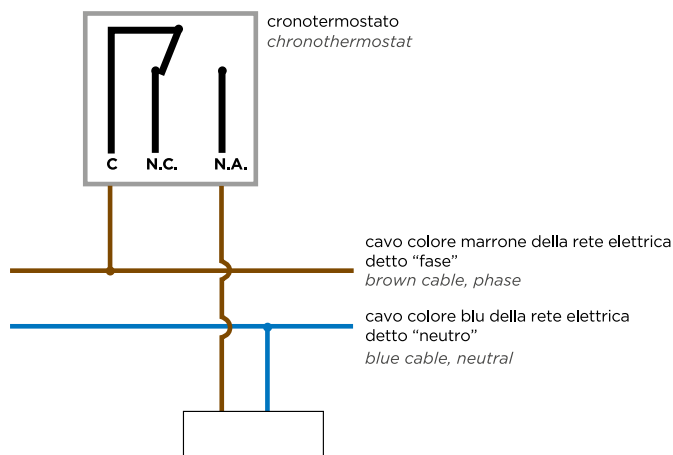 cronotermostato
chronothermostat
C N.C. N.A.
cavo colore marrone della rete elettrica
detto “fase”
brown cable, phase
cavo colore blu della rete elettrica
detto “neutro”
blue cable, neutral